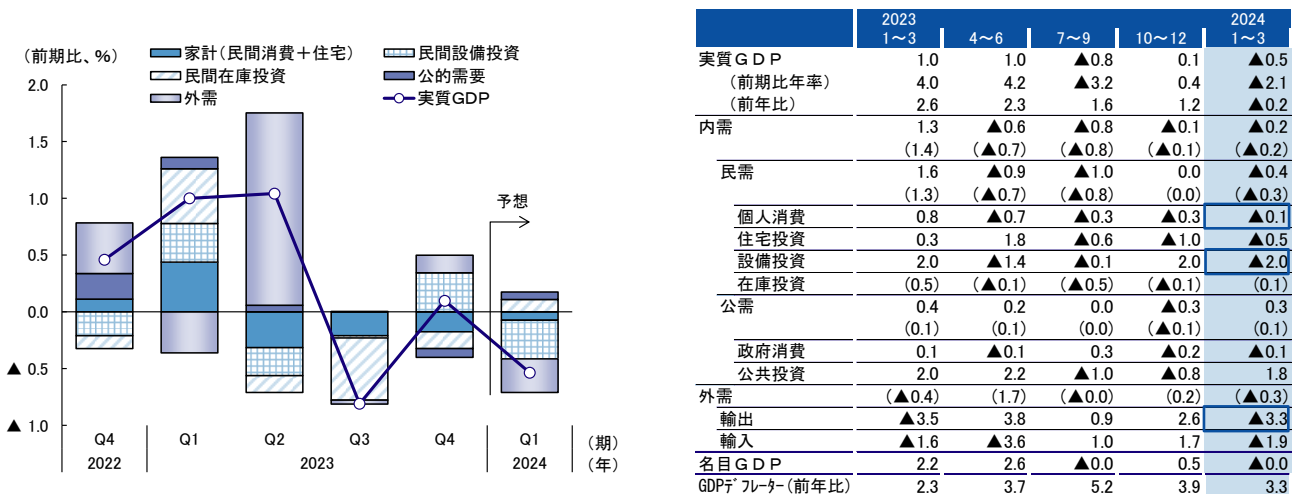 (前期比、%)
家計(民間消費+住宅)
民間設備投資
民間在庫投資
公的需要
外需
実質GDP
2.0
1.5
1.0
0.5
0.0
▲ 0.5
▲ 1.0
予想
Q4 Q1 Q2 Q3 Q4 Q1 (期)
2022 2023 2024 (年)
2023 2024
1~3 4~6 7~9 10~12 1~3
実質GDP 1.0 1.0 ▲0.8 0.1 ▲0.5
(前期比年率) 4.0 4.2 ▲3.2 0.4 ▲2.1
(前年比) 2.6 2.3 1.6 1.2 ▲0.2
内需 1.3 ▲0.6 ▲0.8 ▲0.1 ▲0.2
(1.4) (▲0.7) (▲0.8) (▲0.1) (▲0.2)
民需 1.6 ▲0.9 ▲1.0 0.0 ▲0.4
(1.3) (▲0.7) (▲0.8) (0.0) (▲0.3)
個人消費 0.8 ▲0.7 ▲0.3 ▲0.3 ▲0.1
住宅投資 0.3 1.8 ▲0.6 ▲1.0 ▲0.5
設備投資 2.0 ▲1.4 ▲0.1 2.0 ▲2.0
在庫投資 (0.5) (▲0.1) (▲0.5) (▲0.1) (0.1)
公需 0.4 0.2 0.0 ▲0.3 0.3
(0.1) (0.1) (0.0) (▲0.1) (0.1)
政府消費 0.1 ▲0.1 0.3 ▲0.2 ▲0.1
公共投資 2.0 2.2 ▲1.0 ▲0.8 1.8
外需 (▲0.4) (1.7) (▲0.0) (0.2) (▲0.3)
輸出 ▲3.5 3.8 0.9 2.6 ▲3.3
輸入 ▲1.6 ▲3.6 1.0 1.7 ▲1.9
名目GDP 2.2 2.6 ▲0.0 0.5 ▲0.0
GDPデフレーター(前年比) 2.3 3.7 5.2 3.9 3.3